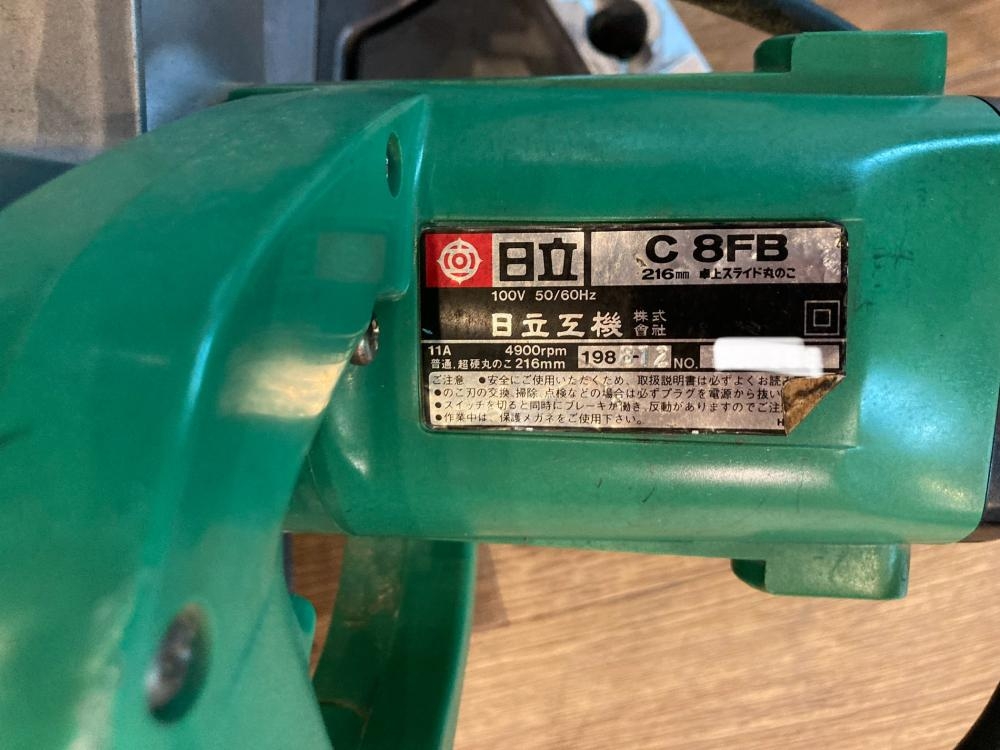 日立
C 8FB
216mm 卓上スライド丸のこ
100V 50/60Hz
日立工機 株式會社
11A 4900rpm
普通、超硬丸のこ 216mm 198 -12 NO.
ご注意 ●安全にご使用いただくため、取扱説明書は必ずよくお読
●のこ刃の交換、掃除、点検などの場合は必ずプラグを電源から抜い
●スイッチを切ると同時にブレーキが働き、反動がありますのでご注
●作業中は、保護メガネをご使用下さい。
H